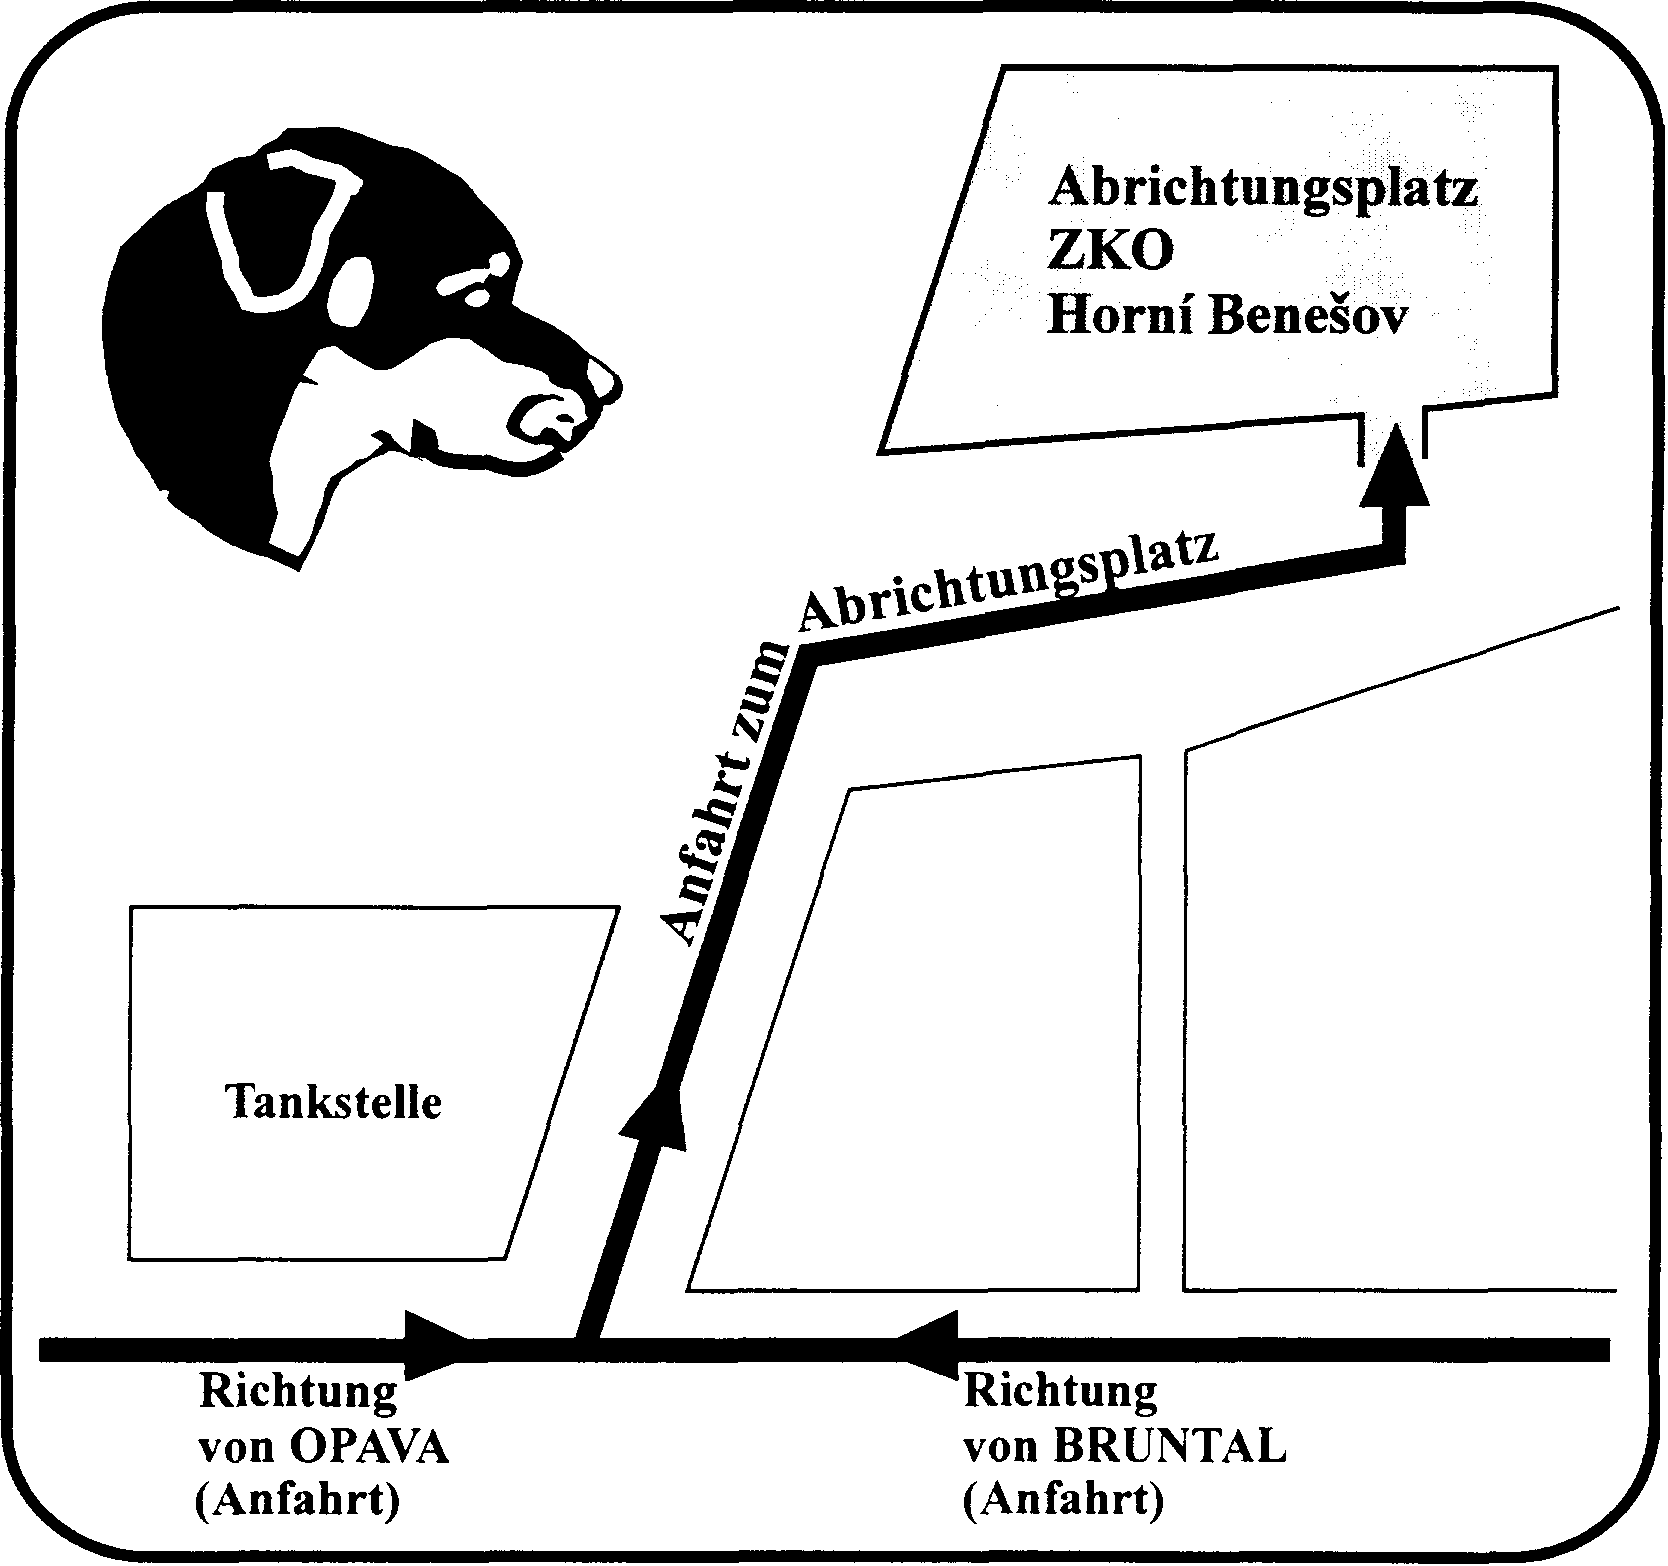 Abrichtungsplatz
ZKO
Horní Benešov
Anfahrt zum Abrichtungsplatz
Tankstelle
Richtung
von OPAVA
(Anfahrt)
Richtung
von BRUNTAL
(Anfahrt)